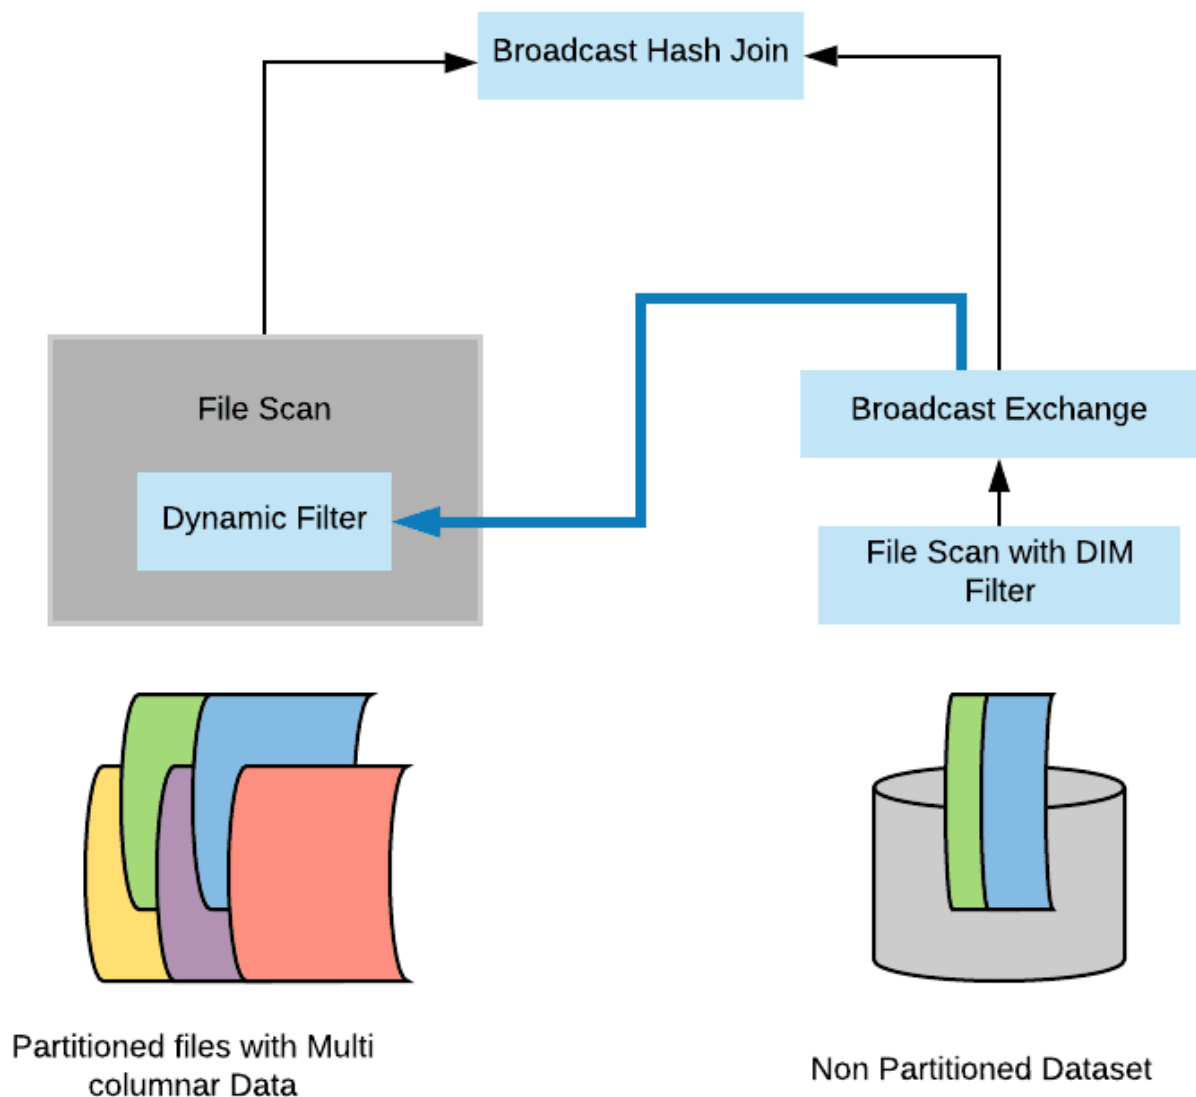 Broadcast Hash Join
File Scan
Broadcast Exchange
Dynamic Filter
File Scan with DIM
Filter
Partitioned files with Multi
columnar Data
Non Partitioned Dataset